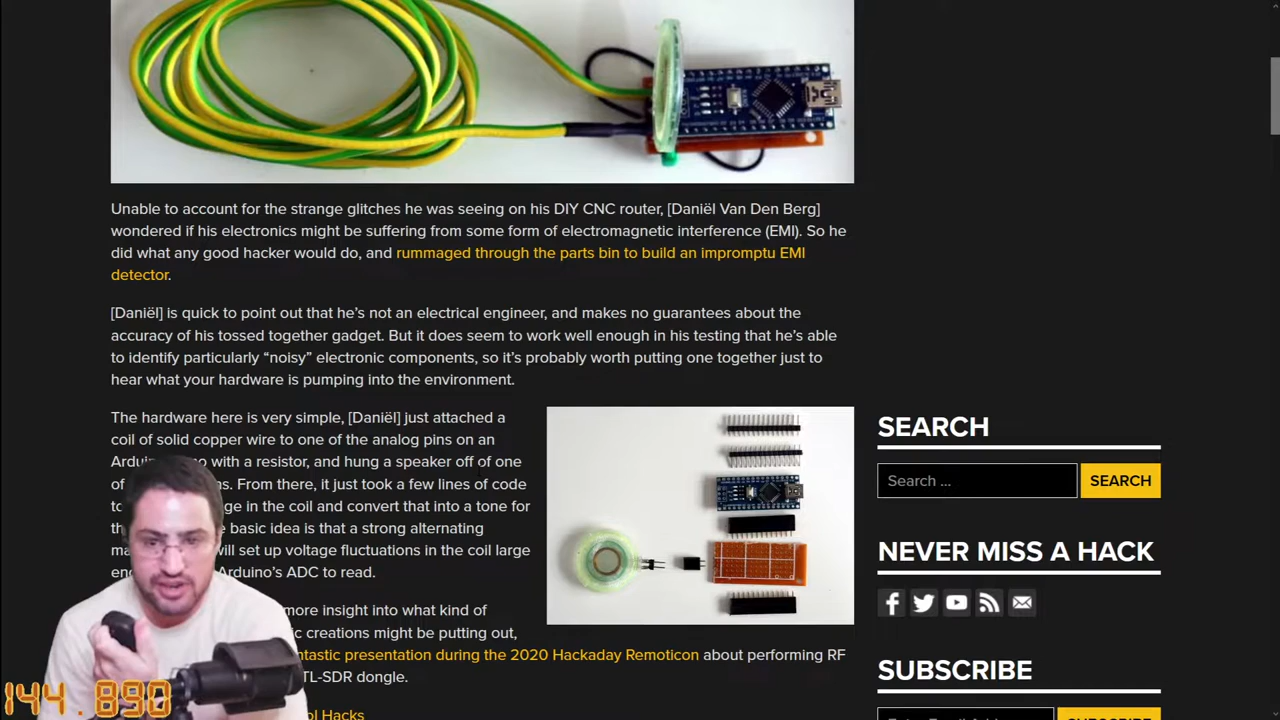 Unable to account for the strange glitches he was seeing on his DIY CNC router, [Daniël Van Den Berg]
wondered if his electronics might be suffering from some form of electromagnetic interference (EMI). So he
did what any good hacker would do, and rummaged through the parts bin to build an impromptu EMI
detector.
[Daniël] is quick to point out that he’s not an electrical engineer, and makes no guarantees about the
accuracy of his tossed together gadget. But it does seem to work well enough in his testing that he’s able
to identify particularly “noisy” electronic components, so it’s probably worth putting one together just to
hear what your hardware is pumping into the environment.
The hardware here is very simple, [Daniël] just attached a
coil of solid copper wire to one of the analog pins on an
with a resistor, and hung a speaker off of one
of From there, it just took a few lines of code
in the coil and convert that into a tone for
basic idea is that a strong alternating
will set up voltage fluctuations in the coil large
Arduino’s ADC to read.
more insight into what kind of
creations might be putting out,
presentation during the 2020 Hackaday Remoticon about performing RF
dongle.
Hacks
SEARCH
Search ...
SEARCH
NEVER MISS A HACK
SUBSCRIBE
144.890